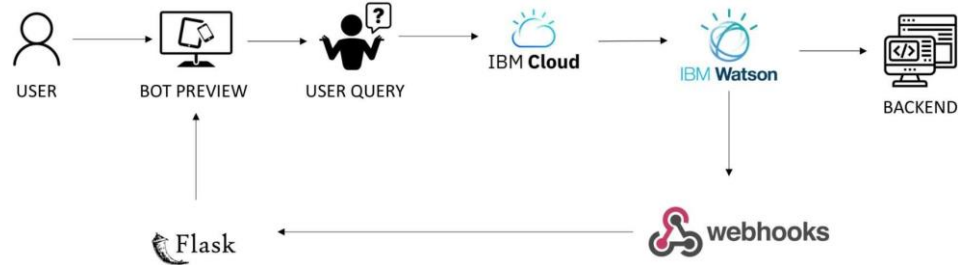 USER
BOT PREVIEW
?
USER QUERY
IBM Cloud
IBM Watson
</>
BACKEND
Flask
webhooks